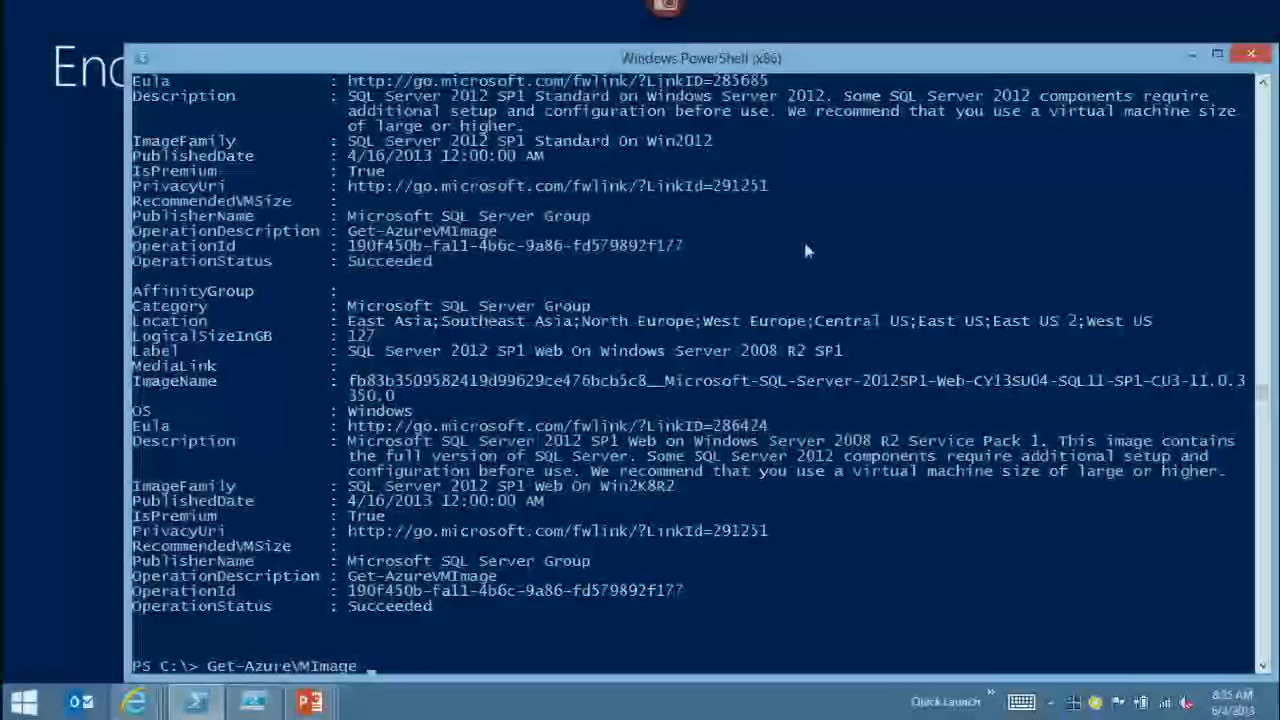 Enc
Windows PowerShell (x86)
Eula : http://go.microsoft.com/fwlink/?LinkID=285685
Description : SQL Server 2012 SP1 Standard on Windows Server 2012. Some SQL Server 2012 components require
additional setup and configuration before use. We recommend that you use a virtual machine size
of large or higher.
ImageFamily : SQL Server 2012 SP1 Standard On Win2012
PublishedDate : 4/16/2013 12:00:00 AM
IsPremium : True
PrivacyUri : http://go.microsoft.com/fwlink/?LinkId=291251
RecommendedVMSize :
PublisherName : Microsoft SQL Server Group
OperationDescription : Get-AzureVMImage
OperationId : 190f450b-fa11-4b6c-9a86-fd579892f177
OperationStatus : Succeeded
AffinityGroup :
Category : Microsoft SQL Server Group
Location : East Asia;Southeast Asia;North Europe;West Europe;Central US;East US;East US 2;West US
LogicalSizeInGB : 127
Label : SQL Server 2012 SP1 Web On Windows Server 2008 R2 SP1
MediaLink :
ImageName : fb83b3509582419d99629ce476bcb5c8__Microsoft-SQL-Server-2012SP1-Web-CY13SU04-SQL11-SP1-CU3-11.0.3
350.0
OS : Windows
Eula : http://go.microsoft.com/fwlink/?LinkID=286424
Description : Microsoft SQL Server 2012 SP1 Web on Windows Server 2008 R2 Service Pack 1. This image contains
the full version of SQL Server. Some SQL Server 2012 components require additional setup and
configuration before use. We recommend that you use a virtual machine size of large or higher.
ImageFamily : SQL Server 2012 SP1 Web On Win2K8R2
PublishedDate : 4/16/2013 12:00:00 AM
IsPremium : True
PrivacyUri : http://go.microsoft.com/fwlink/?LinkId=291251
RecommendedVMSize :
PublisherName : Microsoft SQL Server Group
OperationDescription : Get-AzureVMImage
OperationId : 190f450b-fa11-4b6c-9a86-fd579892f177
OperationStatus : Succeeded
PS C:\> Get-AzureVMImage _
Quick Launch
8:35 AM
6/4/2013